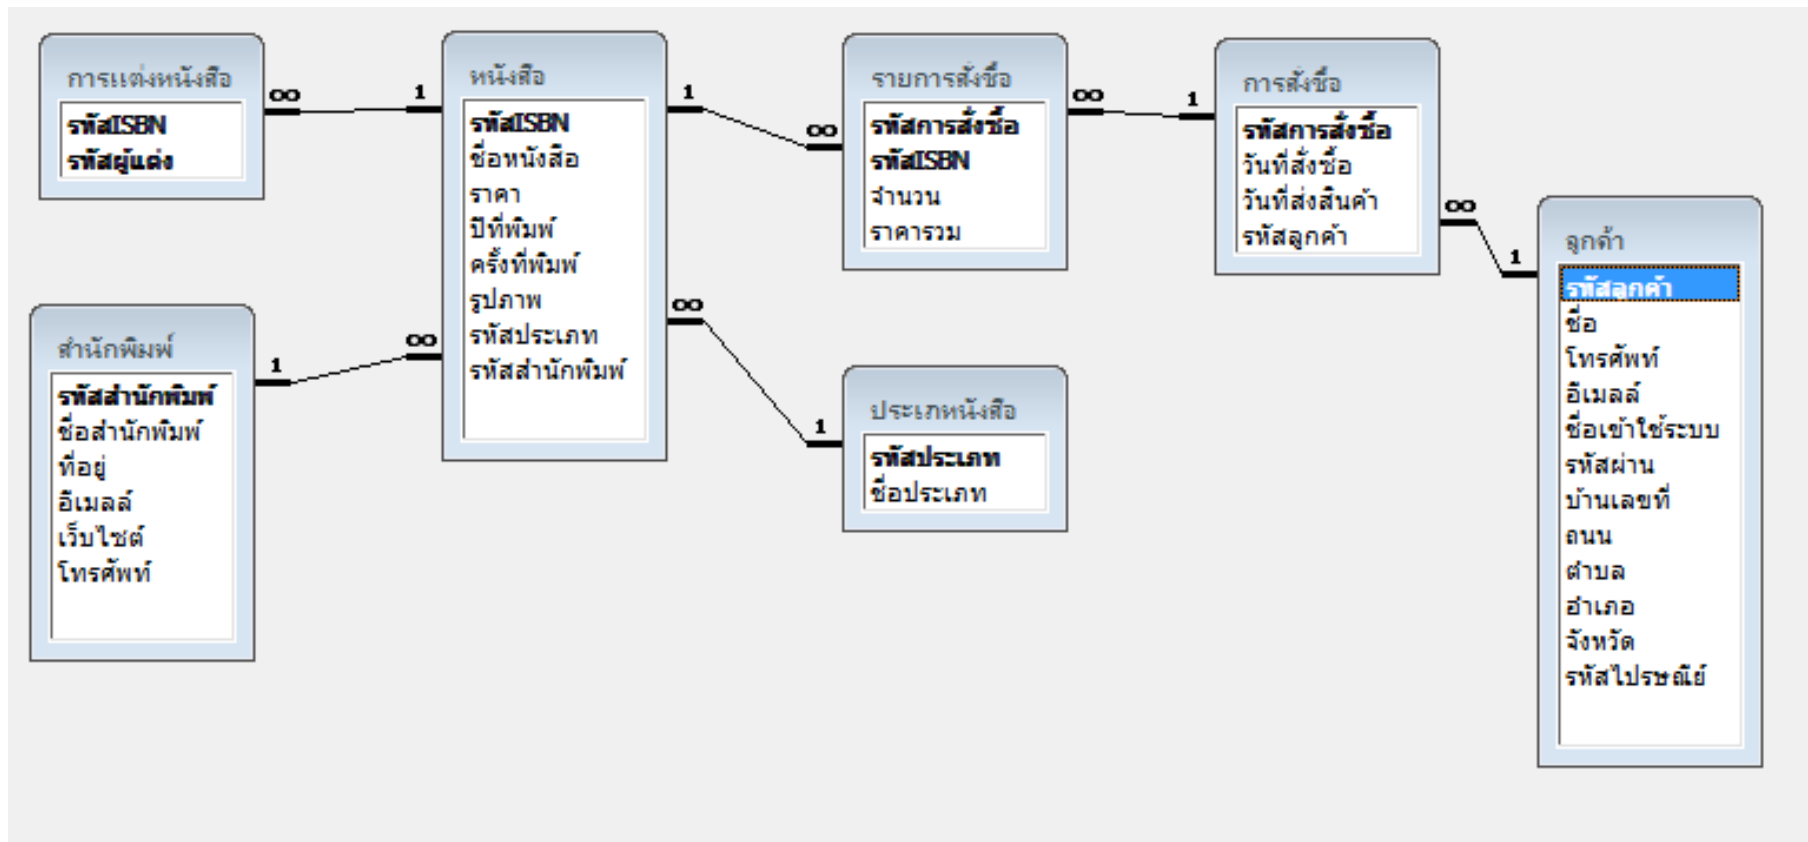 การแต่งหนังสือ
รหัสISBN
รหัสผู้แต่ง
∞
1
หนังสือ
รหัสISBN
ชื่อหนังสือ
ราคา
ปีที่พิมพ์
ครั้งที่พิมพ์
รูปภาพ
รหัสประเภท
รหัสสำนักพิมพ์
1
∞
รายการสั่งซื้อ
รหัสการสั่งซื้อ
รหัสISBN
จำนวน
ราคารวม
∞
1
การสั่งซื้อ
รหัสการสั่งซื้อ
วันที่สั่งซื้อ
วันที่ส่งสินค้า
รหัสลูกค้า
∞
1
ลูกค้า
รหัสลูกค้า
ชื่อ
โทรศัพท์
อีเมลล์
ชื่อเข้าใช้ระบบ
รหัสผ่าน
บ้านเลขที่
ถนน
ตำบล
อำเภอ
จังหวัด
รหัสไปรษณีย์
สำนักพิมพ์
รหัสสำนักพิมพ์
ชื่อสำนักพิมพ์
ที่อยู่
อีเมลล์
เว็บไซต์
โทรศัพท์
1
∞
∞
1
ประเภทหนังสือ
รหัสประเภท
ชื่อประเภท